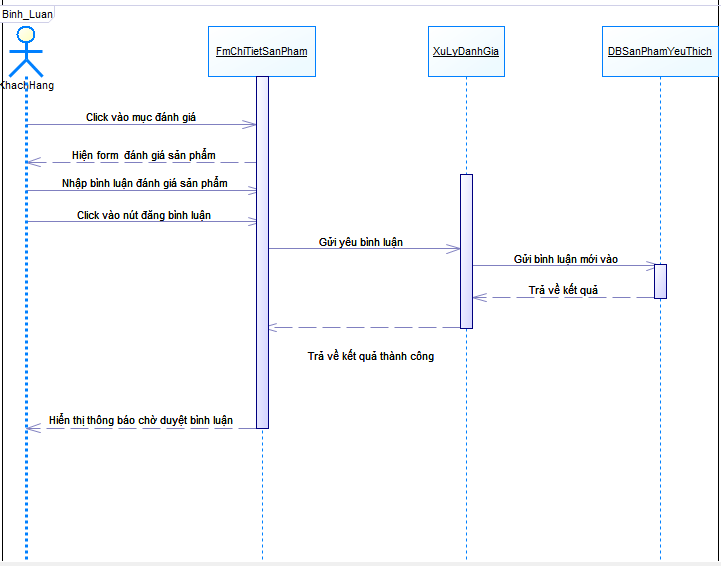 Binh_Luan
FmChiTietSanPham
XuLyDanhGia
DBSanPhamYeuThich
KhachHang
Click vào mục đánh giá
Hiện form đánh giá sản phẩm
Nhập bình luận đánh giá sản phẩm
Click vào nút đăng bình luận
Gửi yêu bình luận
Gửi bình luận mới vào
Trả về kết quả
Trả về kết quả thành công
Hiển thị thông báo chờ duyệt bình luận